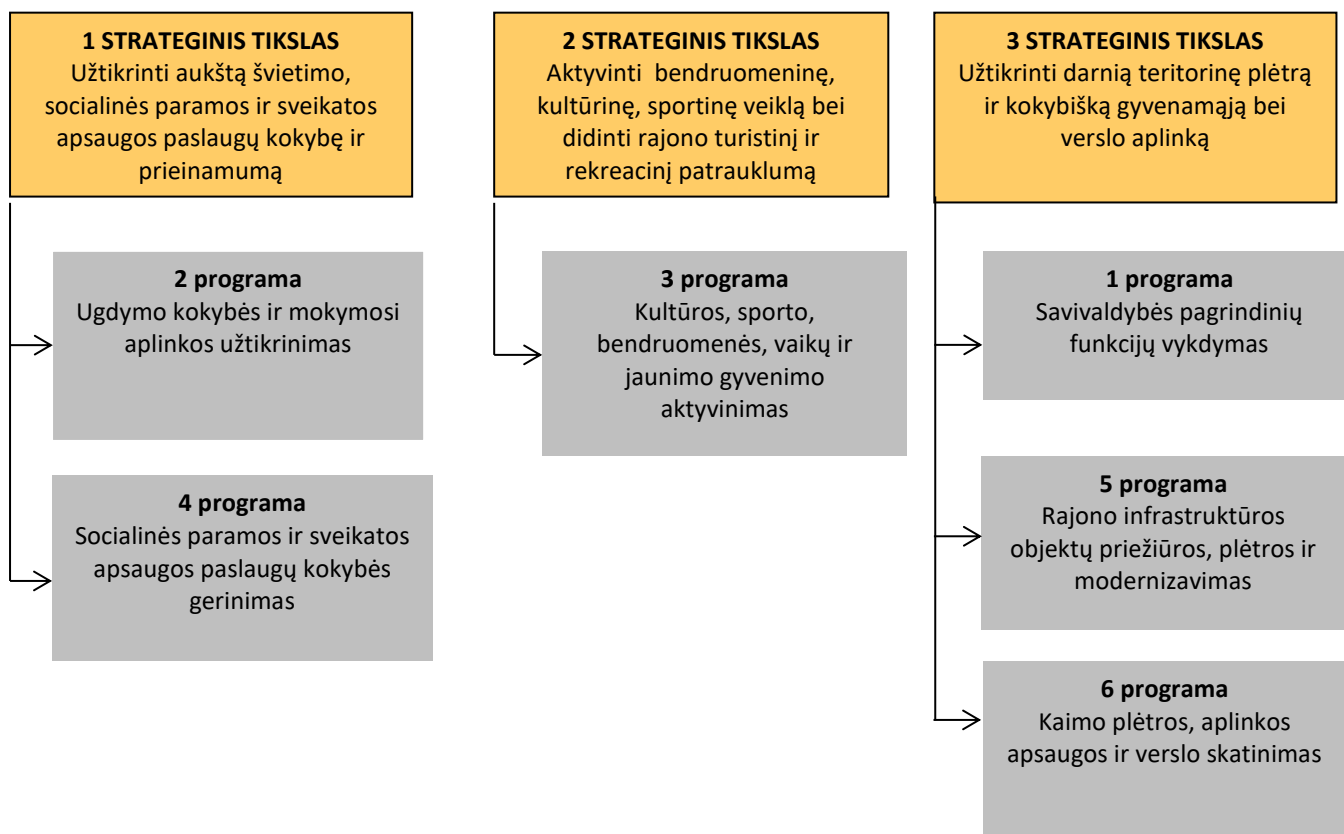 1 STRATEGINIS TIKSLAS
Užtikrinti aukštą švietimo,
socialinės paramos ir sveikatos
apsaugos paslaugų kokybę ir
prieinamumą
2 programa
Ugdymo kokybės ir mokymosi
aplinkos užtikrinimas
4 programa
Socialinės paramos ir sveikatos
apsaugos paslaugų kokybės
gerinimas
2 STRATEGINIS TIKSLAS
Aktyvinti bendruomeninę,
kultūrinę, sportinę veiklą bei
didinti rajono turistinį ir
rekreacinį patrauklumą
3 programa
Kultūros, sporto,
bendruomenės, vaikų ir
jaunimo gyvenimo
aktyvinimas
3 STRATEGINIS TIKSLAS
Užtikrinti darnią teritorinę plėtrą
ir kokybišką gyvenamąją bei
verslo aplinką
1 programa
Savivaldybės pagrindinių
funkcijų vykdymas
5 programa
Rajono infrastruktūros
objektų priežiūros, plėtros ir
modernizavimas
6 programa
Kaimo plėtros, aplinkos
apsaugos ir verslo skatinimas